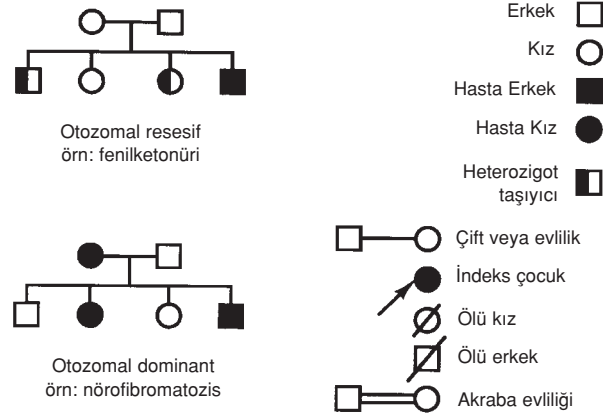 Otozomal resesif
örn: fenilketonüri
Otozomal dominant
örn: nörofibromatozis
Erkek
Kız
Hasta Erkek
Hasta Kız
Heterozigot
taşıyıcı
Çift veya evlilik
İndeks çocuk
Ölü kız
Ölü erkek
Akraba evliliği